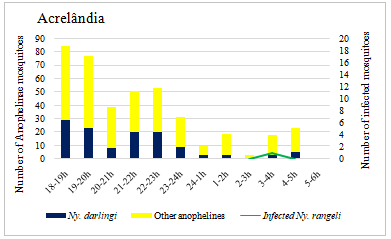 Acrelândia
Number of Anophelines mosquitoes
90
80
70
60
50
40
30
20
10
0
20
18
16
14
12
10
8
6
4
2
0
Number of infected mosquitoes
18-19h
19-20h
20-21h
21-22h
22-23h
23-24h
24-1h
1-2h
2-3h
3-4h
4-5h
5-6h
Ny. darlingi Other anophelines Infected Ny. rangeli